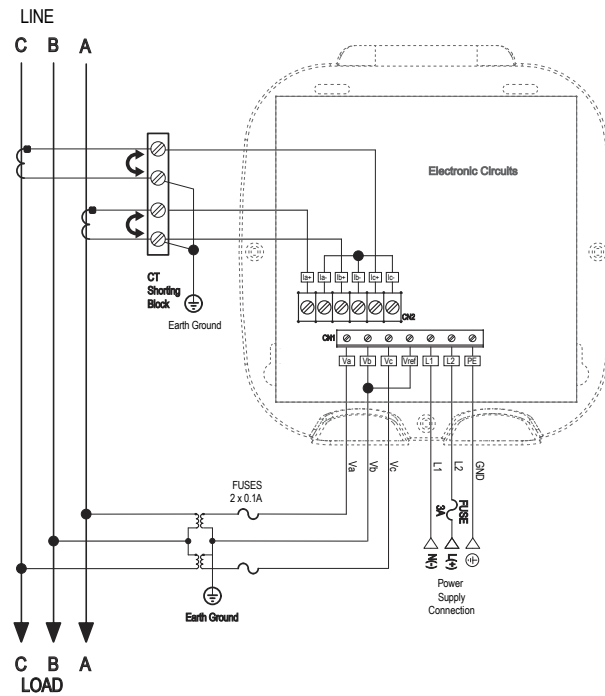 LINE
C B A
Electronic Circuits
CT
Shorting
Block
Earth Ground
Ia+ Ia- Ib+ Ib- Ic+ Ic-
CN2
CN1
Va Vb Vc Vref L1 L2 PE
Va Vb Vc L1 L2 GND
FUSES
2 x 0.1A
FUSE
3A
N(-) L(+)
Power
Supply
Connection
Earth Ground
C B A
LOAD